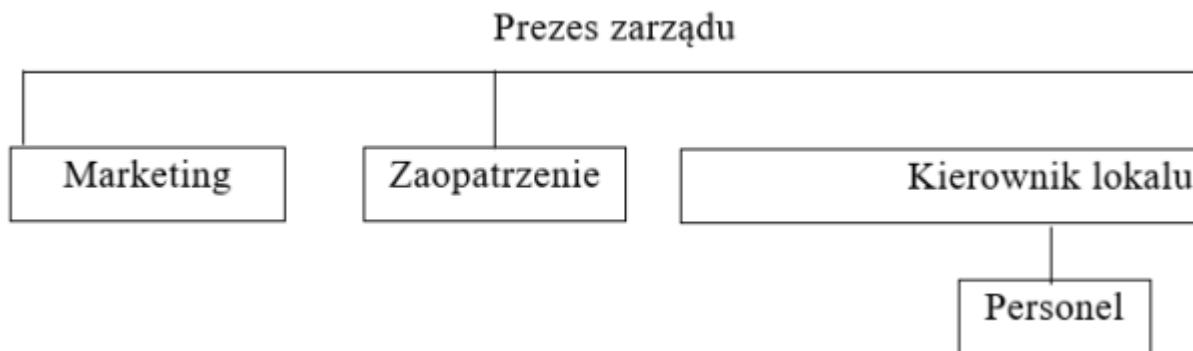 Prezes zarządu
Marketing
Zaopatrzenie
Kierownik lokalu
Personel